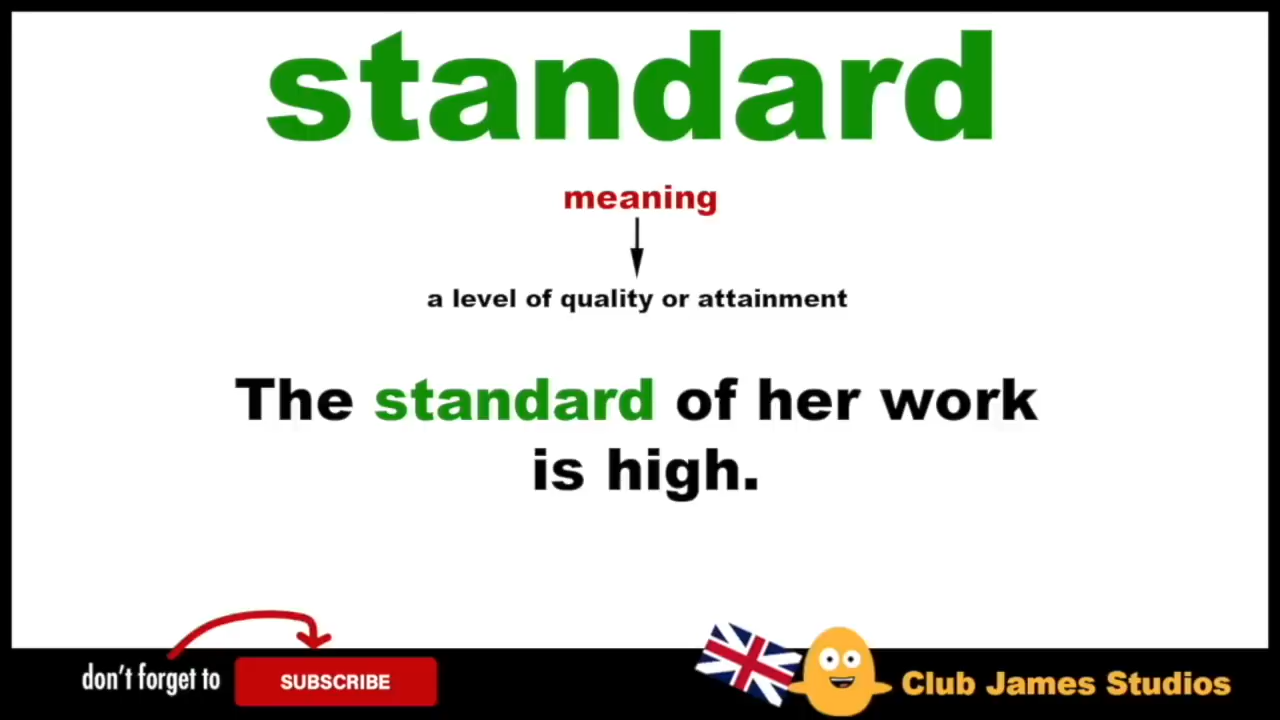 standard
meaning
a level of quality or attainment
The standard of her work
is high.
don't forget to
SUBSCRIBE
Club James Studios